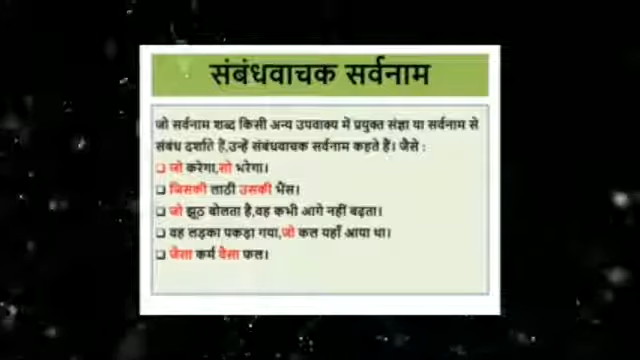 संबंधवाचक सर्वनाम
जो सर्वनाम शब्द किसी अन्य उपवाक्य में प्रयुक्त संज्ञा या सर्वनाम से
संबंध दर्शाते हैं,उन्हें संबंधवाचक सर्वनाम कहते हैं। जैसे :
❑ जो करेगा,सो भरेगा।
❑ जिसकी लाठी उसकी भैंस।
❑ जो झूठ बोलता है,वह कभी आगे नहीं बढ़ता।
❑ वह लड़का पकड़ा गया,जो कल यहाँ आया था।
❑ जैसा कर्म वैसा फल।